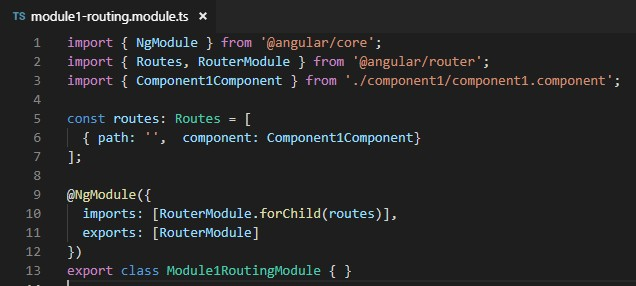 TS module1-routing.module.ts ×
1 import { NgModule } from '@angular/core';
2 import { Routes, RouterModule } from '@angular/router';
3 import { Component1Component } from './component1/component1.component';
4
5 const routes: Routes = [
6   { path: '',  component: Component1Component}
7 ];
8
9 @NgModule({
10   imports: [RouterModule.forChild(routes)],
11   exports: [RouterModule]
12 })
13 export class Module1RoutingModule { }